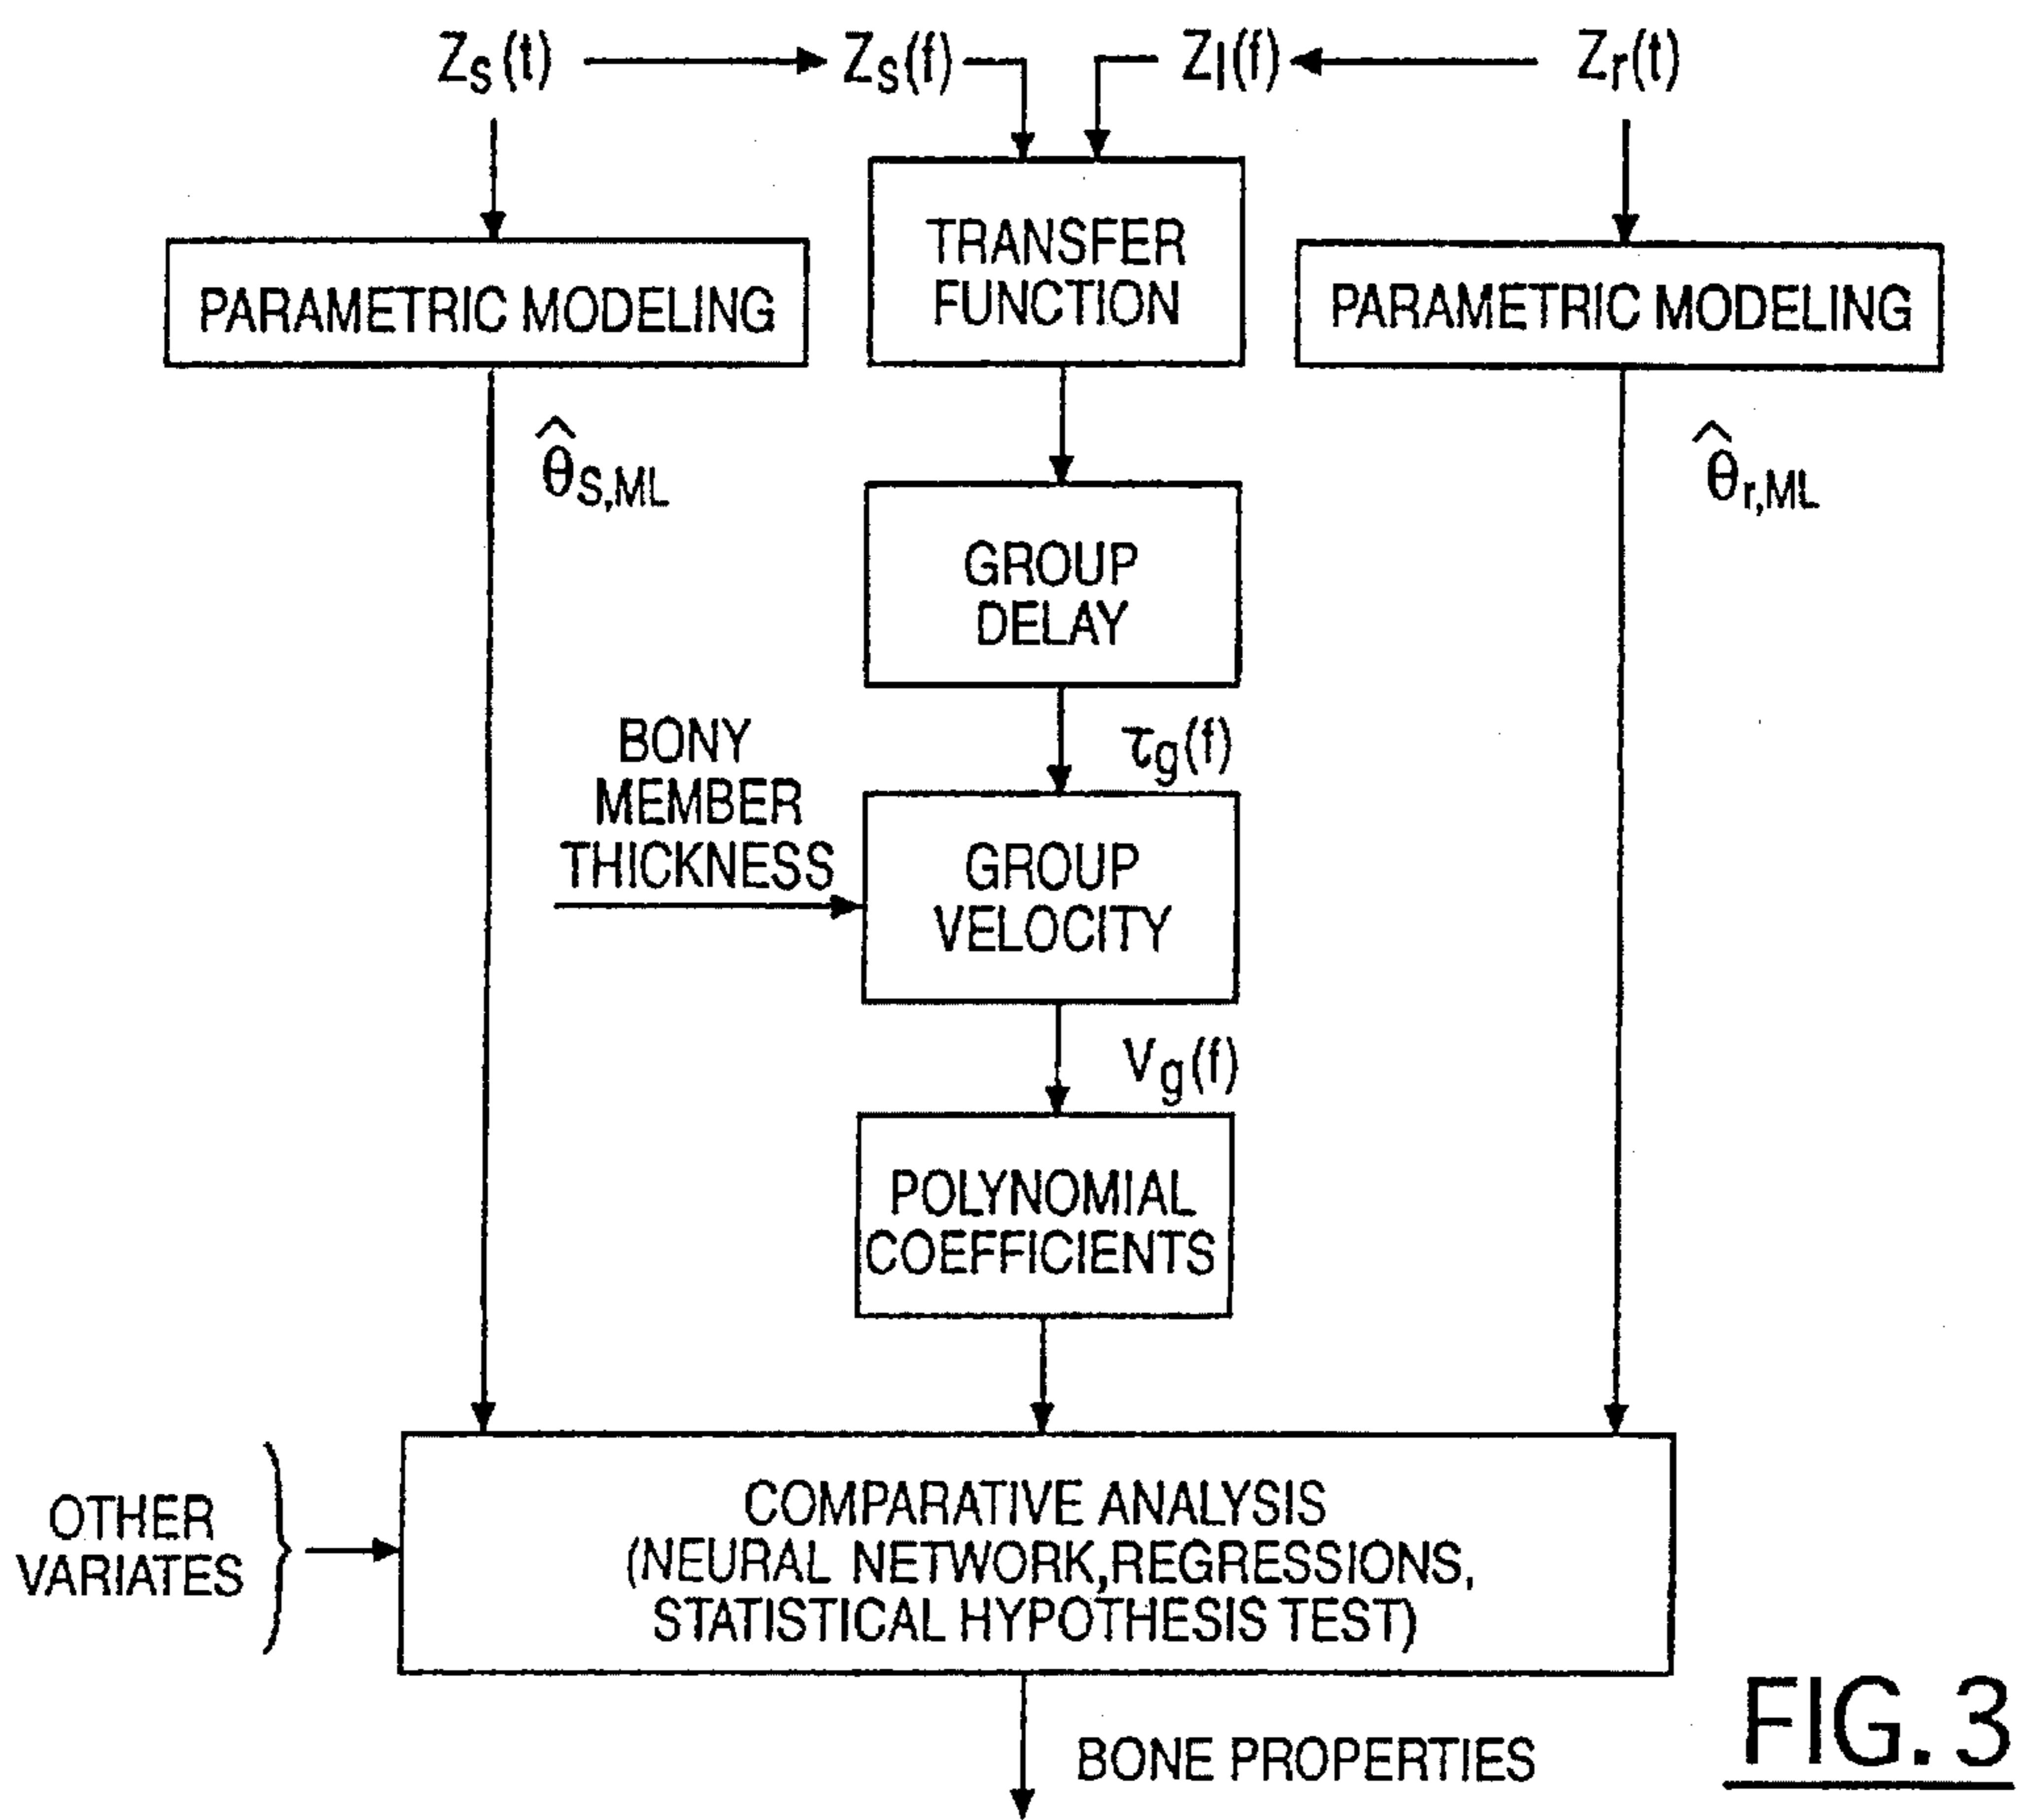 Zs(t)
Zs(f)
Zl(f)
Zr(t)
TRANSFER
FUNCTION
PARAMETRIC MODELING
PARAMETRIC MODELING
θ̂S,ML
θ̂r,ML
GROUP
DELAY
τg(f)
BONY
MEMBER
THICKNESS
GROUP
VELOCITY
Vg(f)
POLYNOMIAL
COEFFICIENTS
OTHER
VARIATES
COMPARATIVE ANALYSIS
(NEURAL NETWORK,REGRESSIONS,
STATISTICAL HYPOTHESIS TEST)
BONE PROPERTIES
FIG. 3